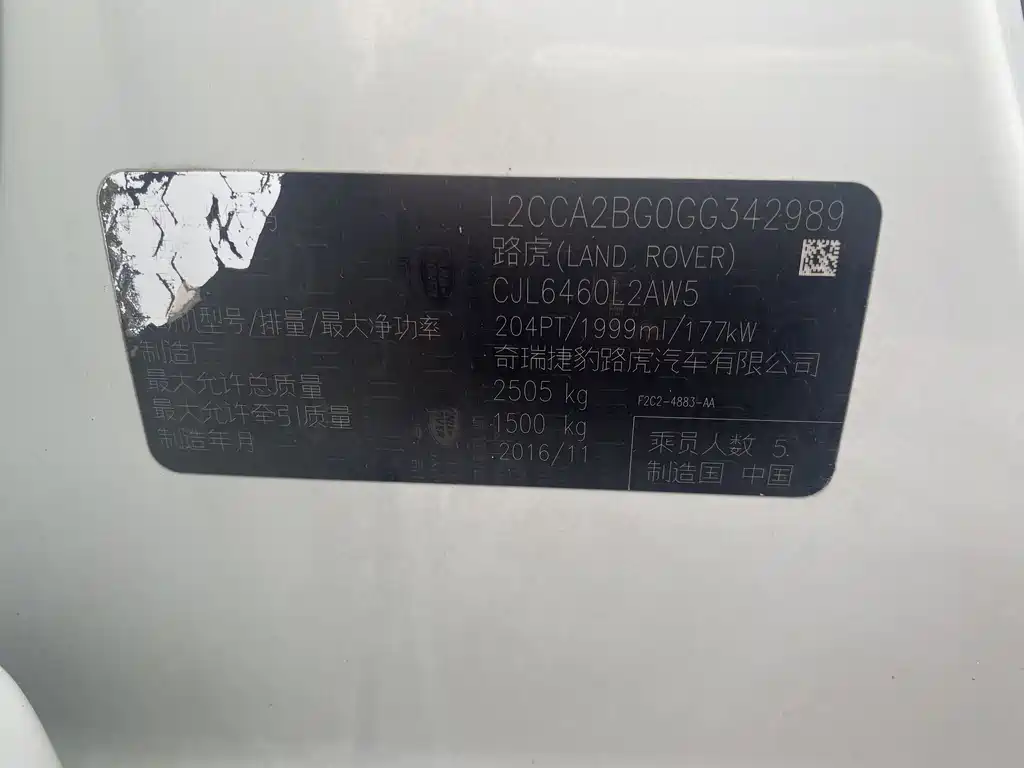 L2CCA2BG0GG342989
路虎(LAND ROVER)
CJL6460L2AW5
机型号/排量/最大净功率 204PT/1999ml/177kW
制造厂 奇瑞捷豹路虎汽车有限公司
最大允许总质量 2505 kg
F2C2-4883-AA
最大允许牵引质量 1500 kg
制造年月 2016/11
乘员人数 5
制造国 中国